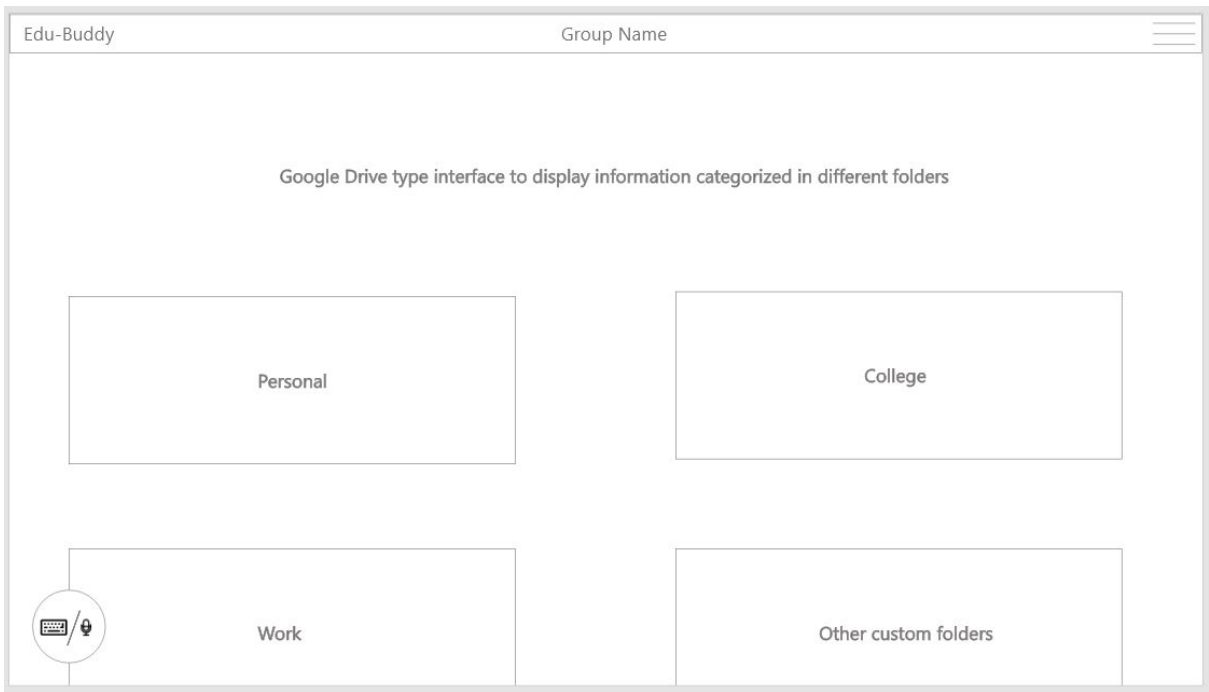 Edu-Buddy
Group Name
Google Drive type interface to display information categorized in different folders
Personal
College
Work
Other custom folders